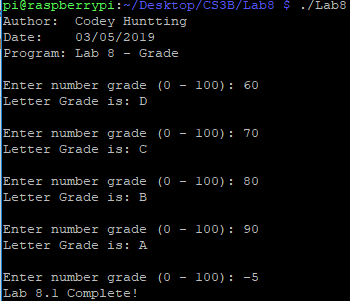 pi@raspberrypi:~/Desktop/CS3B/Lab8 $ ./Lab8
Author:  Codey Huntting
Date:    03/05/2019
Program: Lab 8 - Grade
Enter number grade (0 - 100): 60
Letter Grade is: D
Enter number grade (0 - 100): 70
Letter Grade is: C
Enter number grade (0 - 100): 80
Letter Grade is: B
Enter number grade (0 - 100): 90
Letter Grade is: A
Enter number grade (0 - 100): -5
Lab 8.1 Complete!